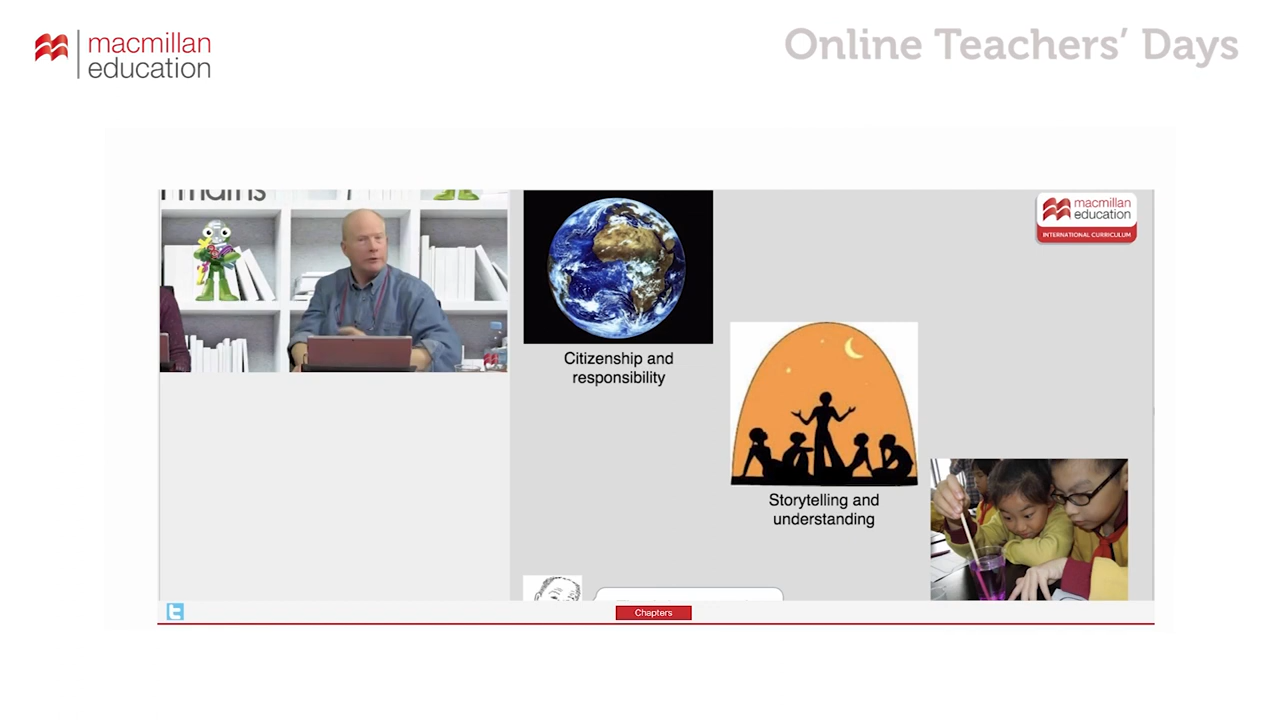 macmillan
education
Online Teachers’ Days
macmillan
education
INTERNATIONAL CURRICULUM
Citizenship and
responsibility
Storytelling and
understanding
Chapters